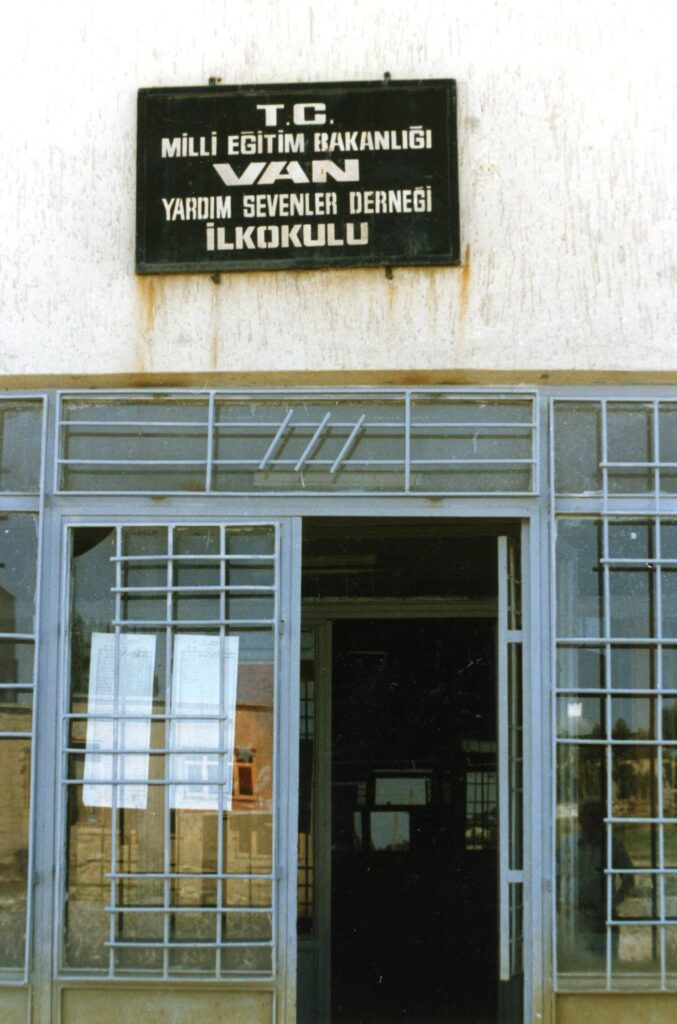 T.C.
MİLLİ EĞİTİM BAKANLIĞI
VAN
YARDIM SEVENLER DERNEĞİ
İLKOKULU